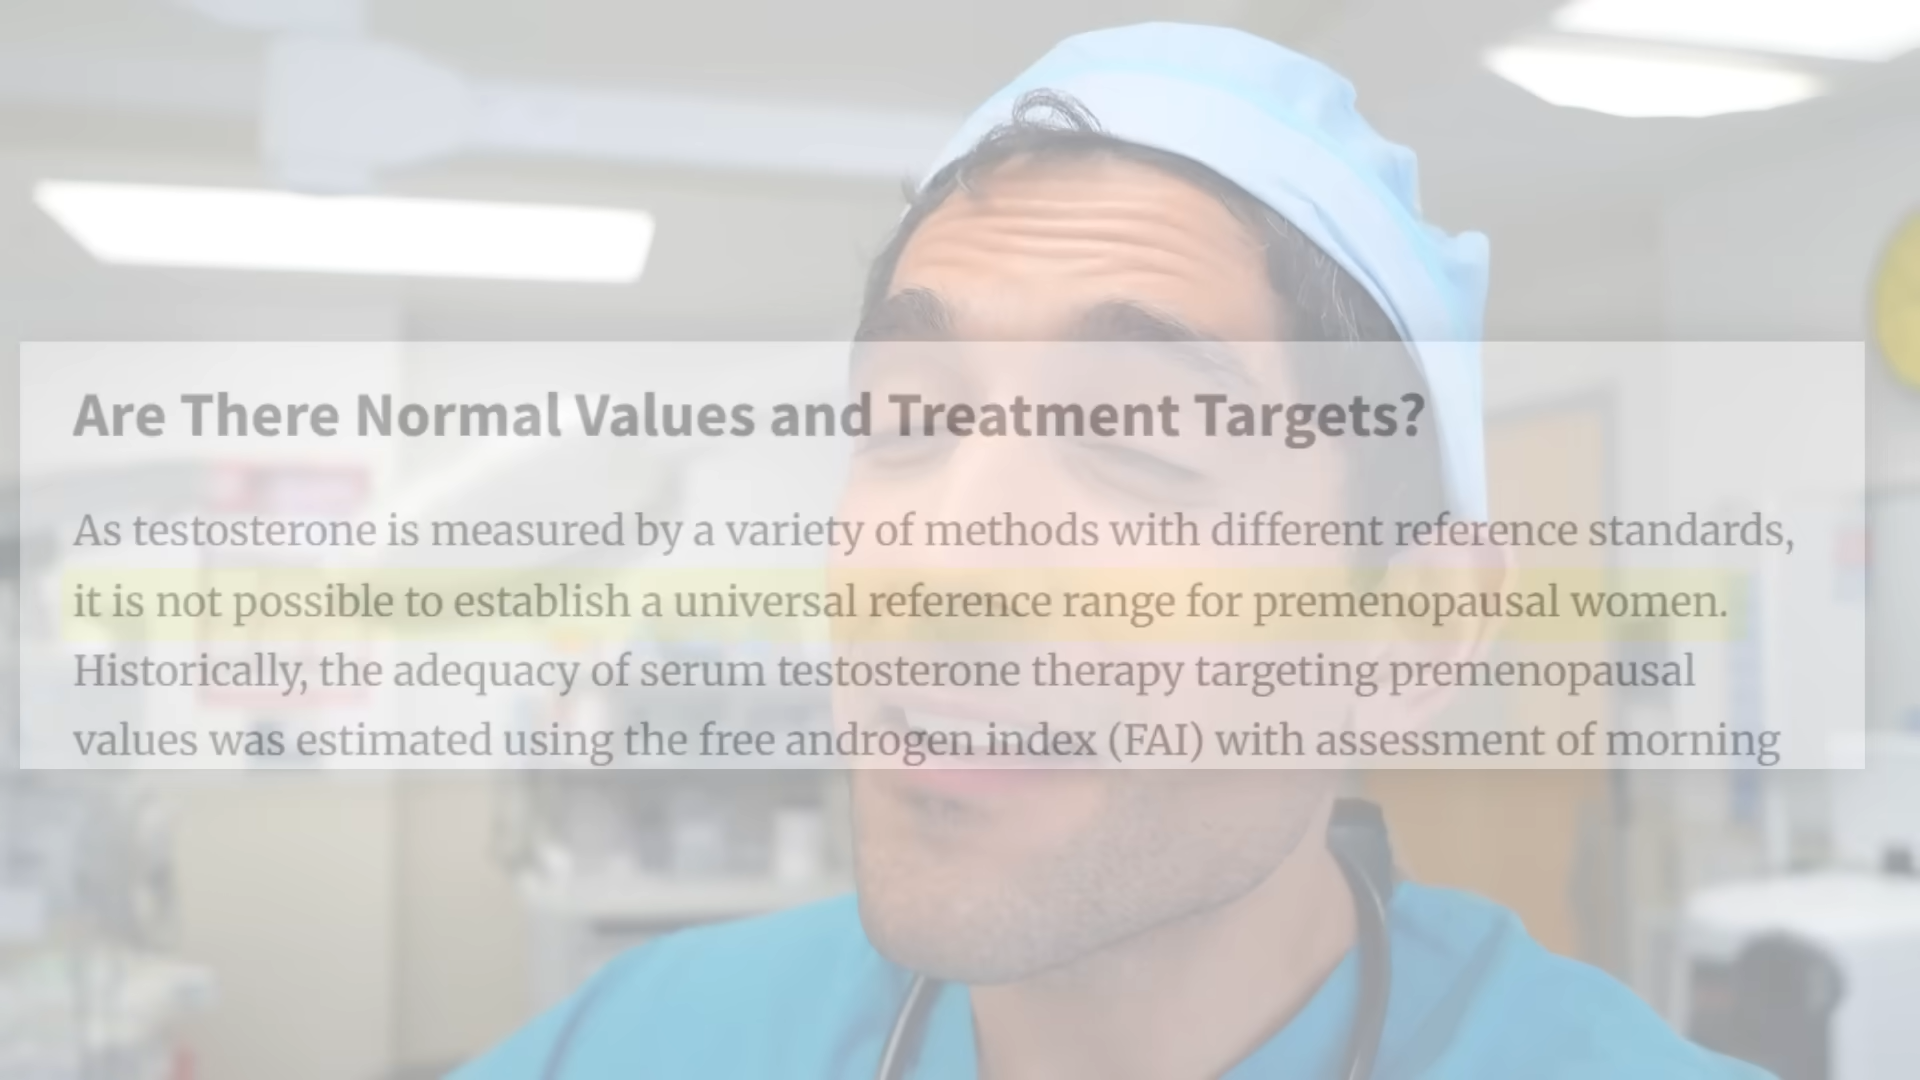 Are There Normal Values and Treatment Targets?
As testosterone is measured by a variety of methods with different reference standards,
it is not possible to establish a universal reference range for premenopausal women.
Historically, the adequacy of serum testosterone therapy targeting premenopausal
values was estimated using the free androgen index (FAI) with assessment of morning